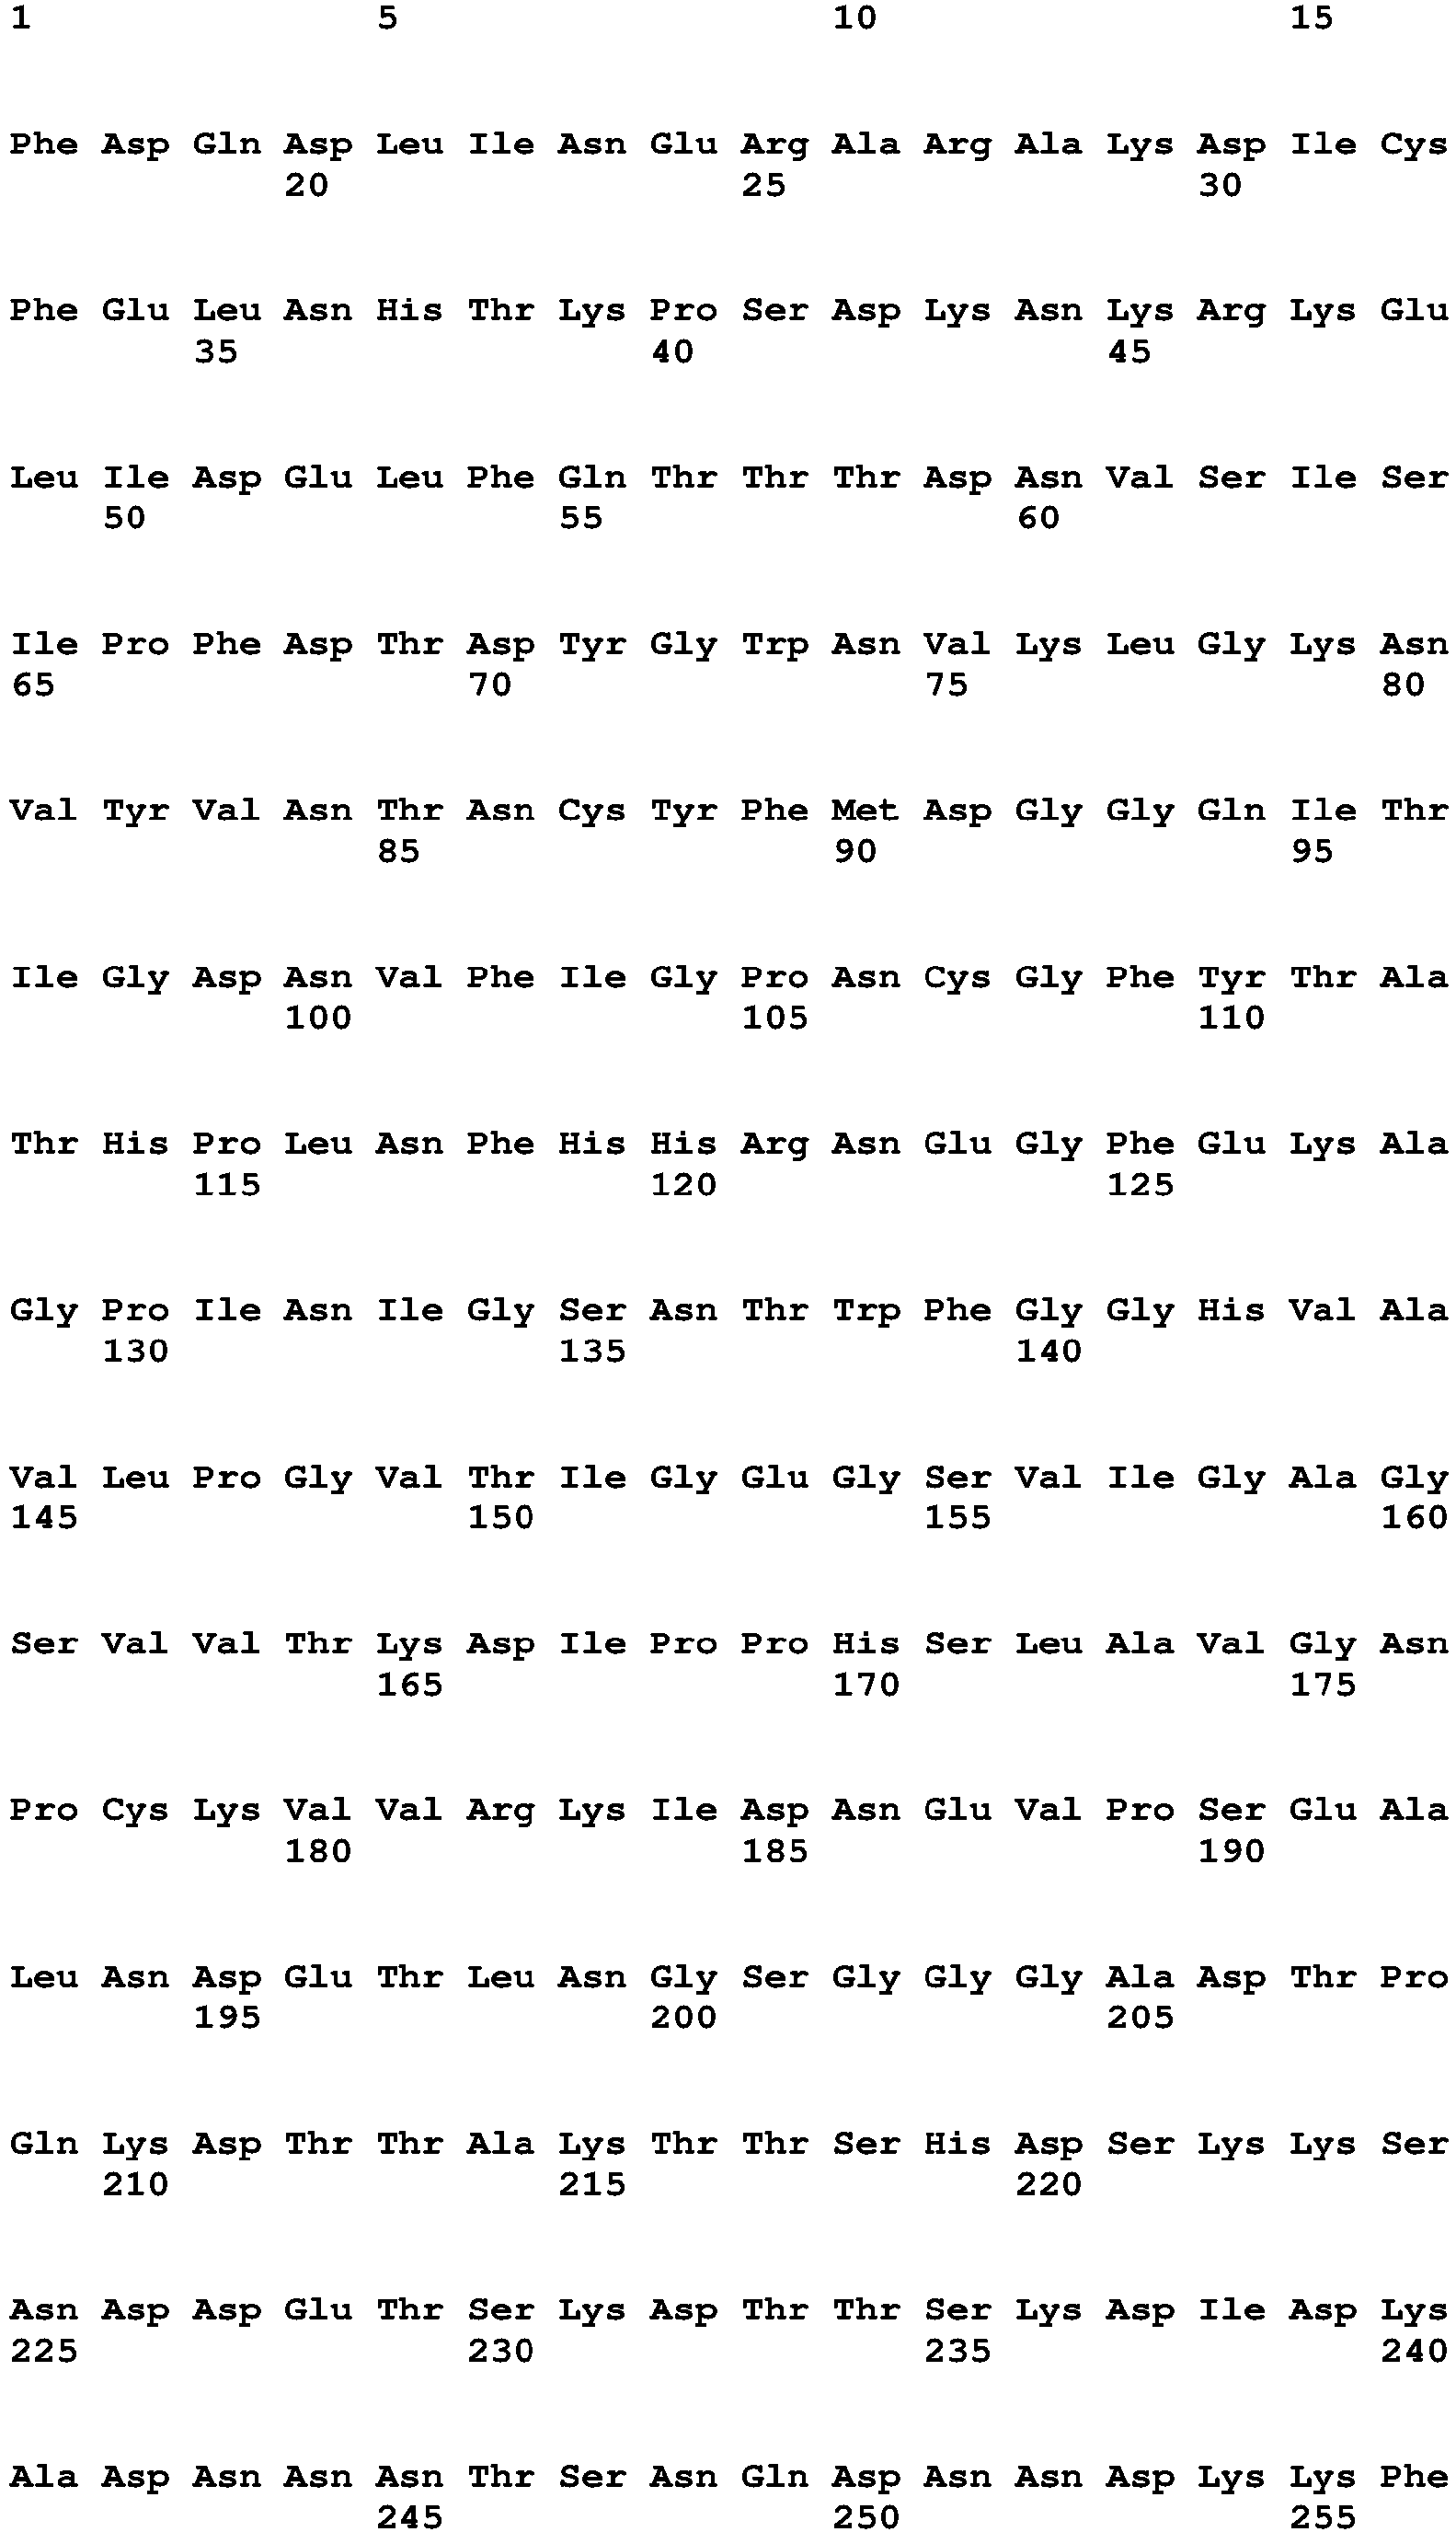 1 5 10 15
Phe Asp Gln Asp Leu Ile Asn Glu Arg Ala Arg Ala Lys Asp Ile Cys
20 25 30
Phe Glu Leu Asn His Thr Lys Pro Ser Asp Lys Asn Lys Arg Lys Glu
35 40 45
Leu Ile Asp Glu Leu Phe Gln Thr Thr Thr Asp Asn Val Ser Ile Ser
50 55 60
Ile Pro Phe Asp Thr Asp Tyr Gly Trp Asn Val Lys Leu Gly Lys Asn
65 70 75 80
Val Tyr Val Asn Thr Asn Cys Tyr Phe Met Asp Gly Gly Gln Ile Thr
85 90 95
Ile Gly Asp Asn Val Phe Ile Gly Pro Asn Cys Gly Phe Tyr Thr Ala
100 105 110
Thr His Pro Leu Asn Phe His His Arg Asn Glu Gly Phe Glu Lys Ala
115 120 125
Gly Pro Ile Asn Ile Gly Ser Asn Thr Trp Phe Gly Gly His Val Ala
130 135 140
Val Leu Pro Gly Val Thr Ile Gly Glu Gly Ser Val Ile Gly Ala Gly
145 150 155 160
Ser Val Val Thr Lys Asp Ile Pro Pro His Ser Leu Ala Val Gly Asn
165 170 175
Pro Cys Lys Val Val Arg Lys Ile Asp Asn Glu Val Pro Ser Glu Ala
180 185 190
Leu Asn Asp Glu Thr Leu Asn Gly Ser Gly Gly Gly Ala Asp Thr Pro
195 200 205
Gln Lys Asp Thr Thr Ala Lys Thr Thr Ser His Asp Ser Lys Lys Ser
210 215 220
Asn Asp Asp Glu Thr Ser Lys Asp Thr Thr Ser Lys Asp Ile Asp Lys
225 230 235 240
Ala Asp Asn Asn Asn Thr Ser Asn Gln Asp Asn Asn Asp Lys Lys Phe
245 250 255